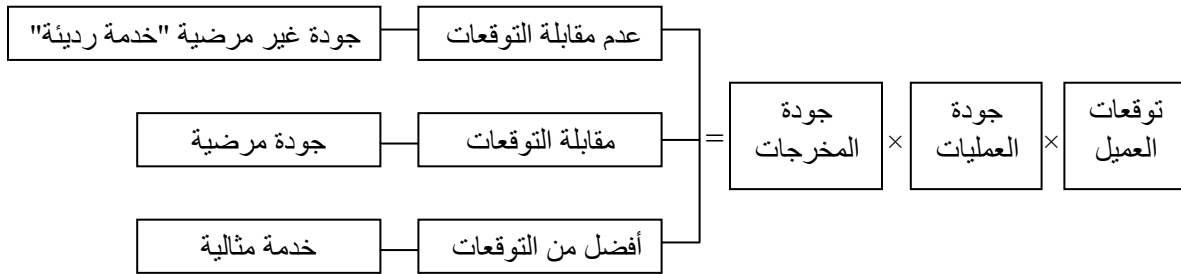 عدم مقابلة التوقعات
جودة غير مرضية "خدمة رديئة"
توقعات
العميل
×
جودة
العمليات
×
جودة
المخرجات
=
مقابلة التوقعات
جودة مرضية
أفضل من التوقعات
خدمة مثالية